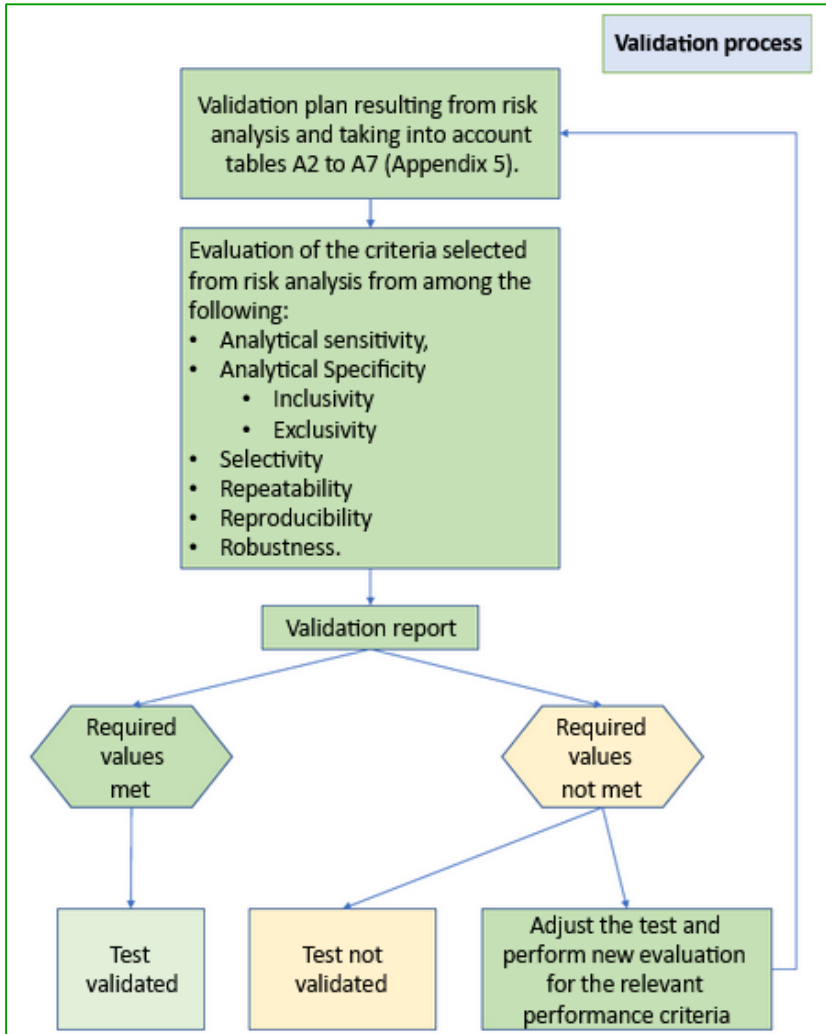 Validation process
Validation plan resulting from risk
analysis and taking into account
tables A2 to A7 (Appendix 5).
Evaluation of the criteria selected
from risk analysis from among the
following:
• Analytical sensitivity,
• Analytical Specificity
• Inclusivity
• Exclusivity
• Selectivity
• Repeatability
• Reproducibility
• Robustness.
Validation report
Required
values
met
Required
values
not met
Test
validated
Test not
validated
Adjust the test and
perform new evaluation
for the relevant
performance criteria